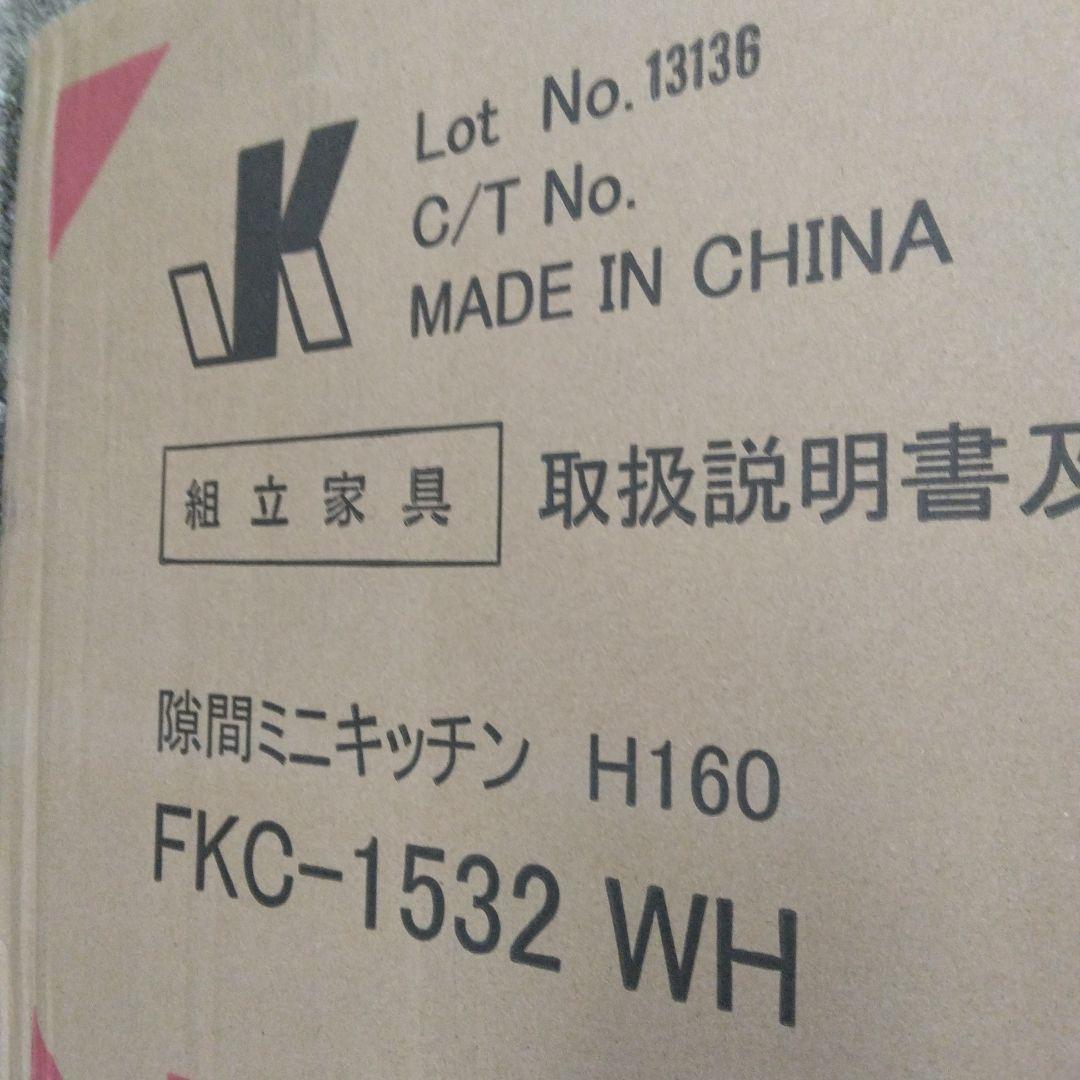 JK
Lot No. 13136
C/T No.
MADE IN CHINA
組立家具
取扱説明書及
隙間ミニキッチン H160
FKC-1532 WH